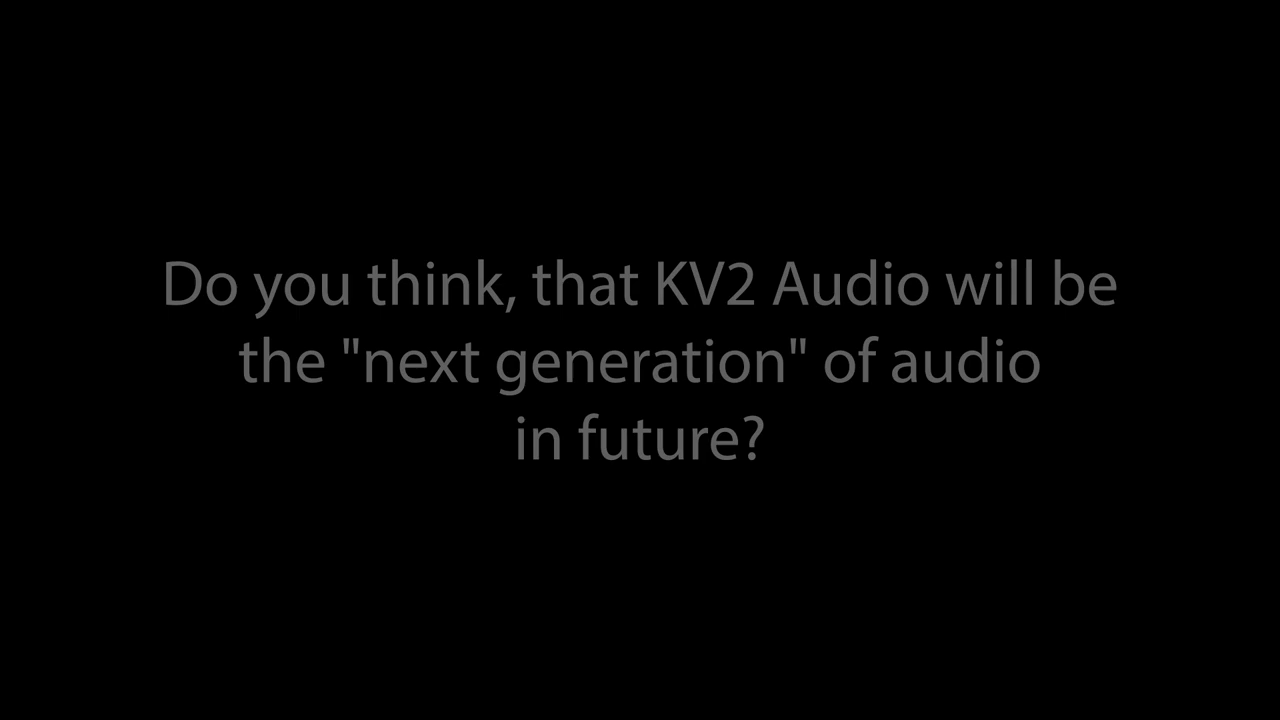 Do you think, that KV2 Audio will be
the "next generation" of audio
in future?